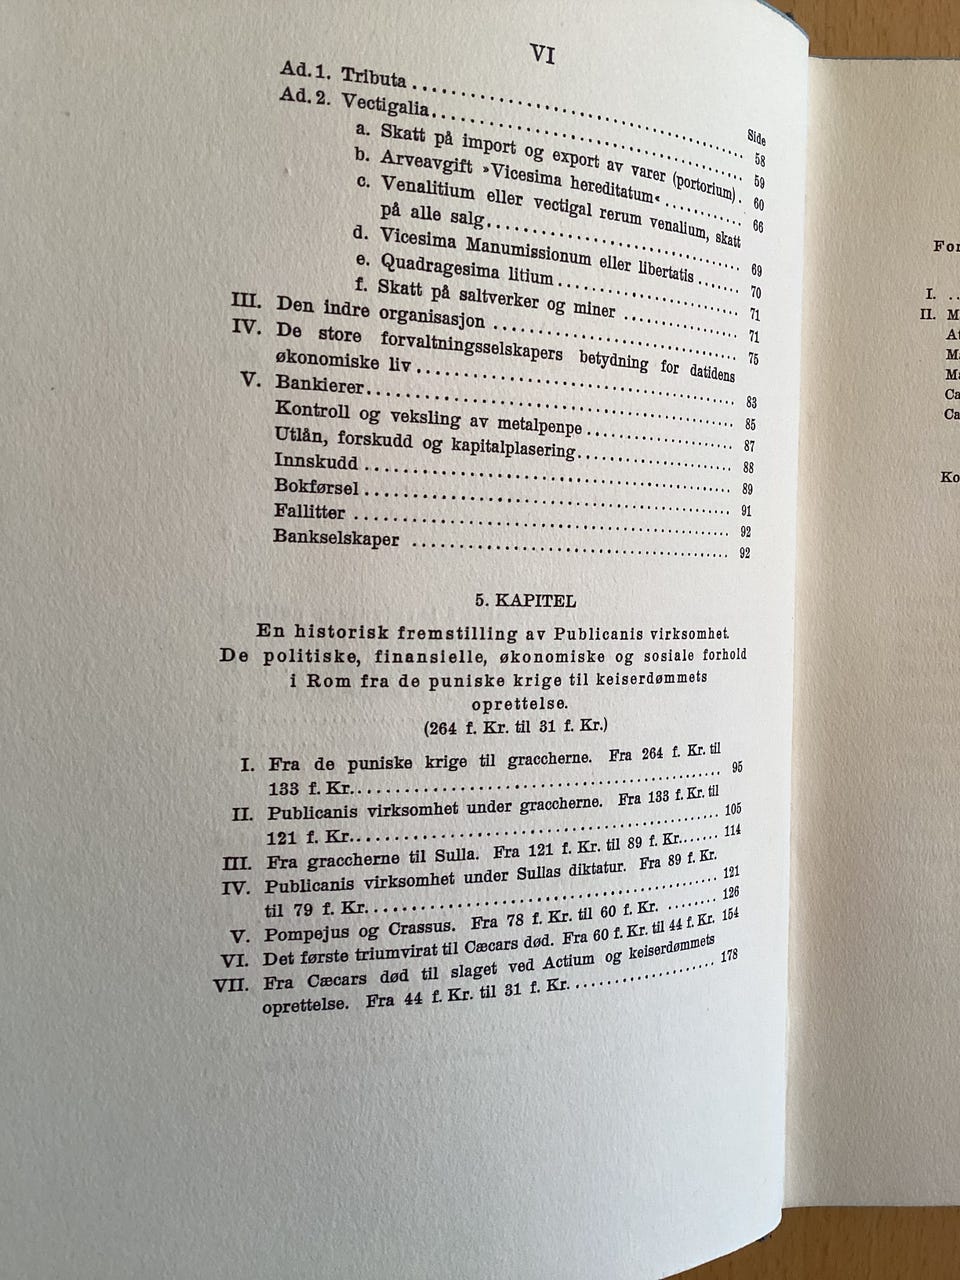 VI
Side
Ad. 1. Tributa ........ 58
Ad. 2. Vectigalia ........ 59
a. Skatt på import og export av varer (portorium). 60
b. Arveavgift »Vicesima hereditatum« ........ 66
c. Venalitium eller vectigal rerum venalium, skatt
på alle salg ........ 69
d. Vicesima Manumissionum eller libertatis ....... 70
e. Quadragesima litium ........ 71
f. Skatt på saltverker og miner ........ 71
III. Den indre organisasjon ........ 75
IV. De store forvaltningsselskapers betydning for datidens
økonomiske liv ........ 83
V. Bankierer ........ 85
Kontroll og veksling av metalpenpe ........ 87
Utlån, forskudd og kapitalplasering ........ 88
Innskudd ........ 89
Bokførsel ........ 91
Fallitter ........ 92
Bankselskaper ........ 92
5. KAPITEL
En historisk fremstilling av Publicanis virksomhet.
De politiske, finansielle, økonomiske og sosiale forhold
i Rom fra de puniske krige til keiserdømmets
oprettelse.
(264 f. Kr. til 31 f. Kr.)
I. Fra de puniske krige til graccherne. Fra 264 f. Kr. til
133 f. Kr. ........ 95
II. Publicanis virksomhet under graccherne. Fra 133 f. Kr. til
121 f. Kr. ........ 105
III. Fra graccherne til Sulla. Fra 121 f. Kr. til 89 f. Kr. ...... 114
IV. Publicanis virksomhet under Sullas diktatur. Fra 89 f. Kr.
til 79 f. Kr. ........ 121
V. Pompejus og Crassus. Fra 78 f. Kr. til 60 f. Kr. ........ 126
VI. Det første triumvirat til Cæcars død. Fra 60 f. Kr. til 44 f. Kr. 154
VII. Fra Cæcars død til slaget ved Actium og keiserdømmets
oprettelse. Fra 44 f. Kr. til 31 f. Kr. ........ 178
For
I. ..
II. M
At
Ma
Ma
Ca
Ca
Ko